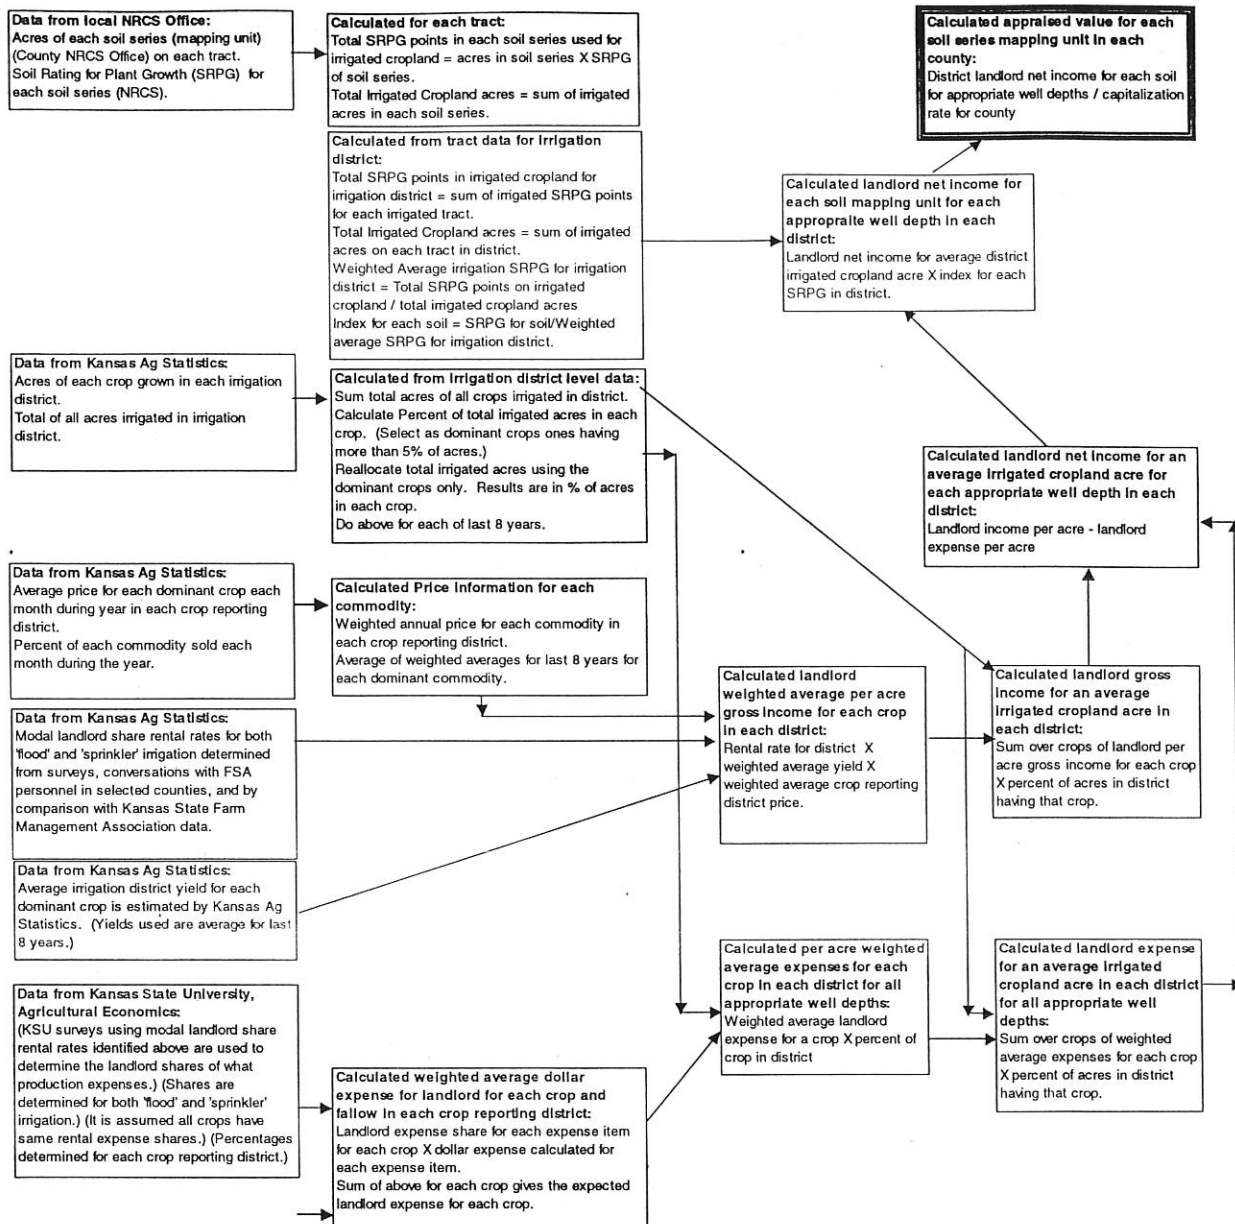 Data from local NRCS Office:
Acres of each soil series (mapping unit)
(County NRCS Office) on each tract.
Soil Rating for Plant Growth (SRPG) for
each soil series (NRCS).
Calculated for each tract:
Total SRPG points in each soil series used for
irrigated cropland = acres in soil series X SRPG
of soil series.
Total Irrigated Cropland acres = sum of irrigated
acres in each soil series.
Calculated appraised value for each
soil series mapping unit in each
county:
District landlord net income for each soil
for appropriate well depths / capitalization
rate for county
Calculated from tract data for irrigation
district:
Total SRPG points in irrigated cropland for
irrigation district = sum of irrigated SRPG points
for each irrigated tract.
Total Irrigated Cropland acres = sum of irrigated
acres on each tract in district.
Weighted Average irrigation SRPG for irrigation
district = Total SRPG points on irrigated
cropland / total irrigated cropland acres
Index for each soil = SRPG for soil/Weighted
average SRPG for irrigation district.
Calculated landlord net income for
each soil mapping unit for each
appropraite well depth in each
district:
Landlord net income for average district
irrigated cropland acre X index for each
SRPG in district.
Data from Kansas Ag Statistics:
Acres of each crop grown in each irrigation
district.
Total of all acres irrigated in irrigation
district.
Calculated from irrigation district level data:
Sum total acres of all crops irrigated in district.
Calculate Percent of total irrigated acres in each
crop. (Select as dominant crops ones having
more than 5% of acres.)
Reallocate total irrigated acres using the
dominant crops only. Results are in % of acres
in each crop.
Do above for each of last 8 years.
Calculated landlord net income for an
average irrigated cropland acre for
each appropriate well depth in each
district:
Landlord income per acre - landlord
expense per acre
Data from Kansas Ag Statistics:
Average price for each dominant crop each
month during year in each crop reporting
district.
Percent of each commodity sold each
month during the year.
Calculated Price Information for each
commodity:
Weighted annual price for each commodity in
each crop reporting district.
Average of weighted averages for last 8 years for
each dominant commodity.
Data from Kansas Ag Statistics:
Modal landlord share rental rates for both
'flood' and 'sprinkler' irrigation determined
from surveys, conversations with FSA
personnel in selected counties, and by
comparison with Kansas State Farm
Management Association data.
Calculated landlord
weighted average per acre
gross income for each crop
in each district:
Rental rate for district X
weighted average yield X
weighted average crop reporting
district price.
Calculated landlord gross
income for an average
irrigated cropland acre in
each district:
Sum over crops of landlord per
acre gross income for each crop
X percent of acres in district
having that crop.
Data from Kansas Ag Statistics:
Average irrigation district yield for each
dominant crop is estimated by Kansas Ag
Statistics. (Yields used are average for last
8 years.)
Data from Kansas State University,
Agricultural Economics:
(KSU surveys using modal landlord share
rental rates identified above are used to
determine the landlord shares of what
production expenses.) (Shares are
determined for both 'flood' and 'sprinkler'
irrigation.) (It is assumed all crops have
same rental expense shares.) (Percentages
determined for each crop reporting district.)
Calculated weighted average dollar
expense for landlord for each crop and
fallow in each crop reporting district:
Landlord expense share for each expense item
for each crop X dollar expense calculated for
each expense item.
Sum of above for each crop gives the expected
landlord expense for each crop.
Calculated per acre weighted
average expenses for each
crop in each district for all
appropriate well depths:
Weighted average landlord
expense for a crop X percent of
crop in district
Calculated landlord expense
for an average irrigated
cropland acre in each district
for all appropriate well
depths:
Sum over crops of weighted
average expenses for each crop
X percent of acres in district
having that crop.